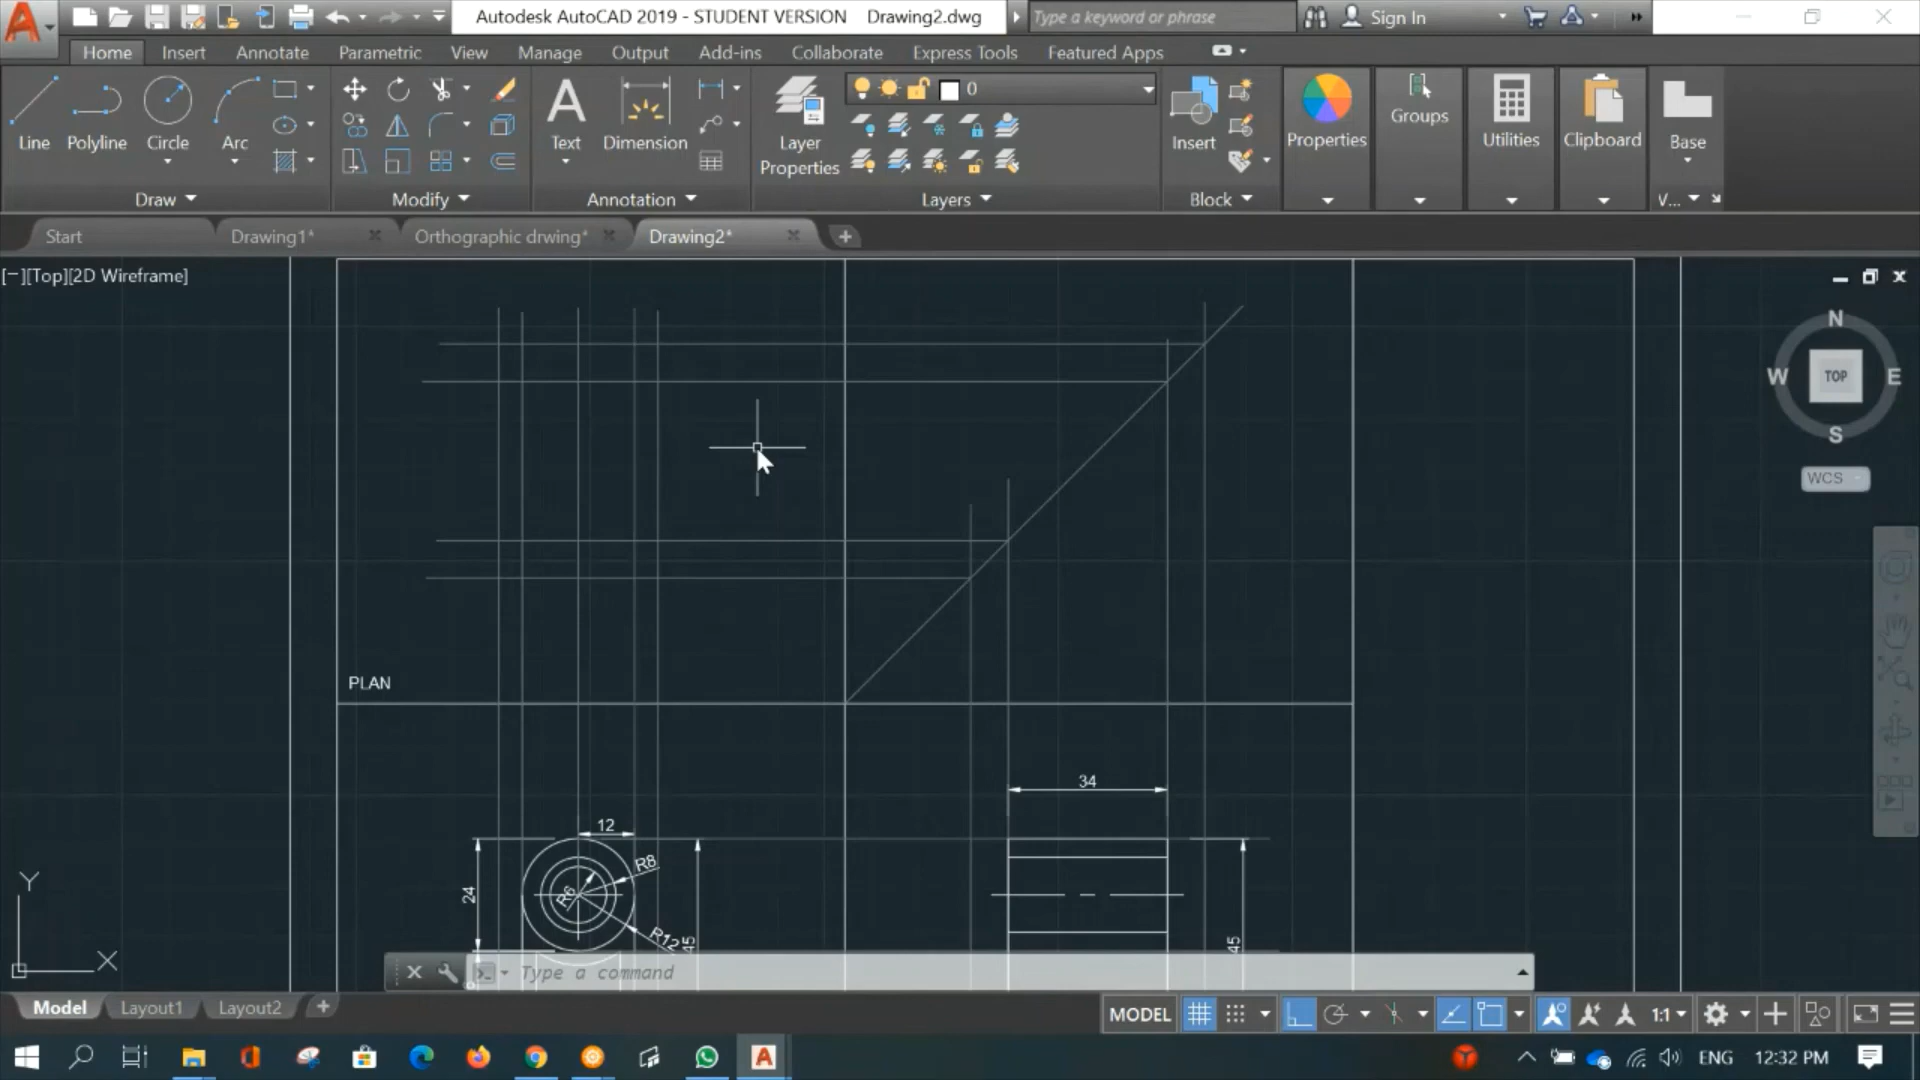 Autodesk AutoCAD 2019 - STUDENT VERSION Drawing2.dwg
Type a keyword or phrase
Sign In
Home Insert Annotate Parametric View Manage Output Add-ins Collaborate Express Tools Featured Apps
Line Polyline Circle Arc
Text Dimension
Layer Properties
0
Insert
Properties
Groups
Utilities
Clipboard
Base
Draw Modify Annotation Layers Block V...
Start Drawing1* Orthographic drwing* Drawing2*
[−][Top][2D Wireframe]
N
W TOP E
S
WCS
PLAN
34
12
R8
24
R6
R12
45
45
Y
X
Type a command
Model Layout1 Layout2
MODEL
1:1
ENG 12:32 PM